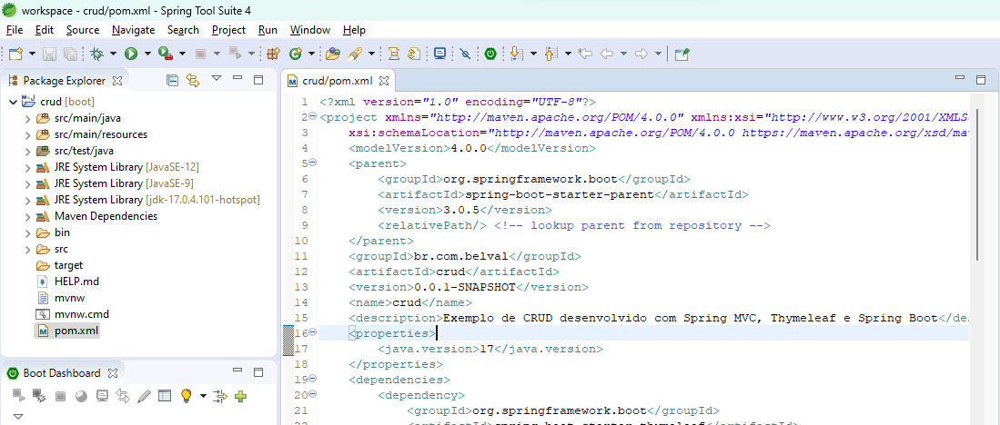 workspace - crud/pom.xml - Spring Tool Suite 4
File Edit Source Navigate Search Project Run Window Help
Package Explorer
crud [boot]
src/main/java
src/main/resources
src/test/java
JRE System Library [JavaSE-12]
JRE System Library [JavaSE-9]
JRE System Library [jdk-17.0.4.101-hotspot]
Maven Dependencies
bin
src
target
HELP.md
mvnw
mvnw.cmd
pom.xml
Boot Dashboard
crud/pom.xml
1 <?xml version="1.0" encoding="UTF-8"?>
2 <project xmlns="http://maven.apache.org/POM/4.0.0" xmlns:xsi="http://www.w3.org/2001/XMLS
3 xsi:schemaLocation="http://maven.apache.org/POM/4.0.0 https://maven.apache.org/xsd/mav
4 <modelVersion>4.0.0</modelVersion>
5 <parent>
6 <groupId>org.springframework.boot</groupId>
7 <artifactId>spring-boot-starter-parent</artifactId>
8 <version>3.0.5</version>
9 <relativePath/> <!-- lookup parent from repository -->
10 </parent>
11 <groupId>br.com.belval</groupId>
12 <artifactId>crud</artifactId>
13 <version>0.0.1-SNAPSHOT</version>
14 <name>crud</name>
15 <description>Exemplo de CRUD desenvolvido com Spring MVC, Thymeleaf e Spring Boot</des
16 <properties>
17 <java.version>17</java.version>
18 </properties>
19 <dependencies>
20 <dependency>
21 <groupId>org.springframework.boot</groupId>
22 <artifactId>spring-boot-starter-thymeleaf</artifactId>